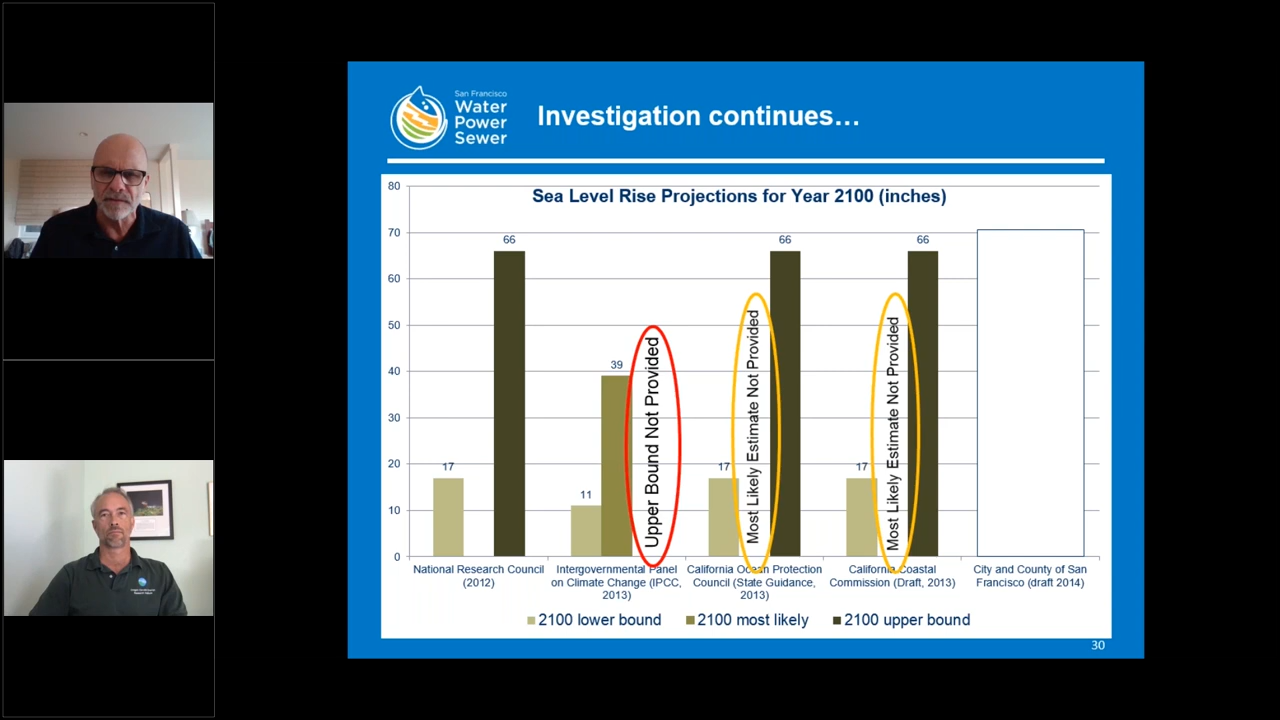 San Francisco
Water
Power
Sewer
Investigation continues…
Sea Level Rise Projections for Year 2100 (inches)
80
70
60
50
40
30
20
10
0
17
66
11
39
Upper Bound Not Provided
17
Most Likely Estimate Not Provided
66
17
Most Likely Estimate Not Provided
66
National Research Council
(2012)
Intergovernmental Panel
on Climate Change (IPCC,
2013)
California Ocean Protection
Council (State Guidance,
2013)
California Coastal
Commission (Draft, 2013)
City and County of San
Francisco (draft 2014)
2100 lower bound
2100 most likely
2100 upper bound
30